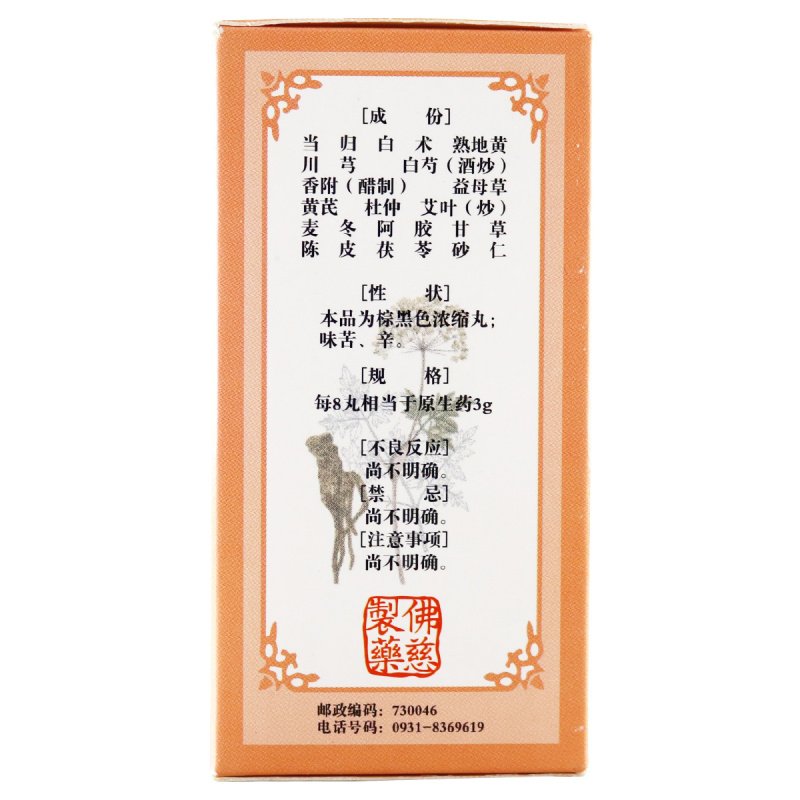 [成 份]
当 归 白 术 熟地黄
川 芎 白芍(酒炒)
香附(醋制) 益母草
黄芪 杜仲 艾叶(炒)
麦 冬 阿 胶 甘 草
陈 皮 茯 苓 砂 仁
[性 状]
本品为棕黑色浓缩丸;
味苦、辛。
[规 格]
每8丸相当于原生药3g
[不良反应]
尚不明确。
[禁 忌]
尚不明确。
[注意事项]
尚不明确。
佛慈
製藥
邮政编码: 730046
电话号码: 0931-8369619